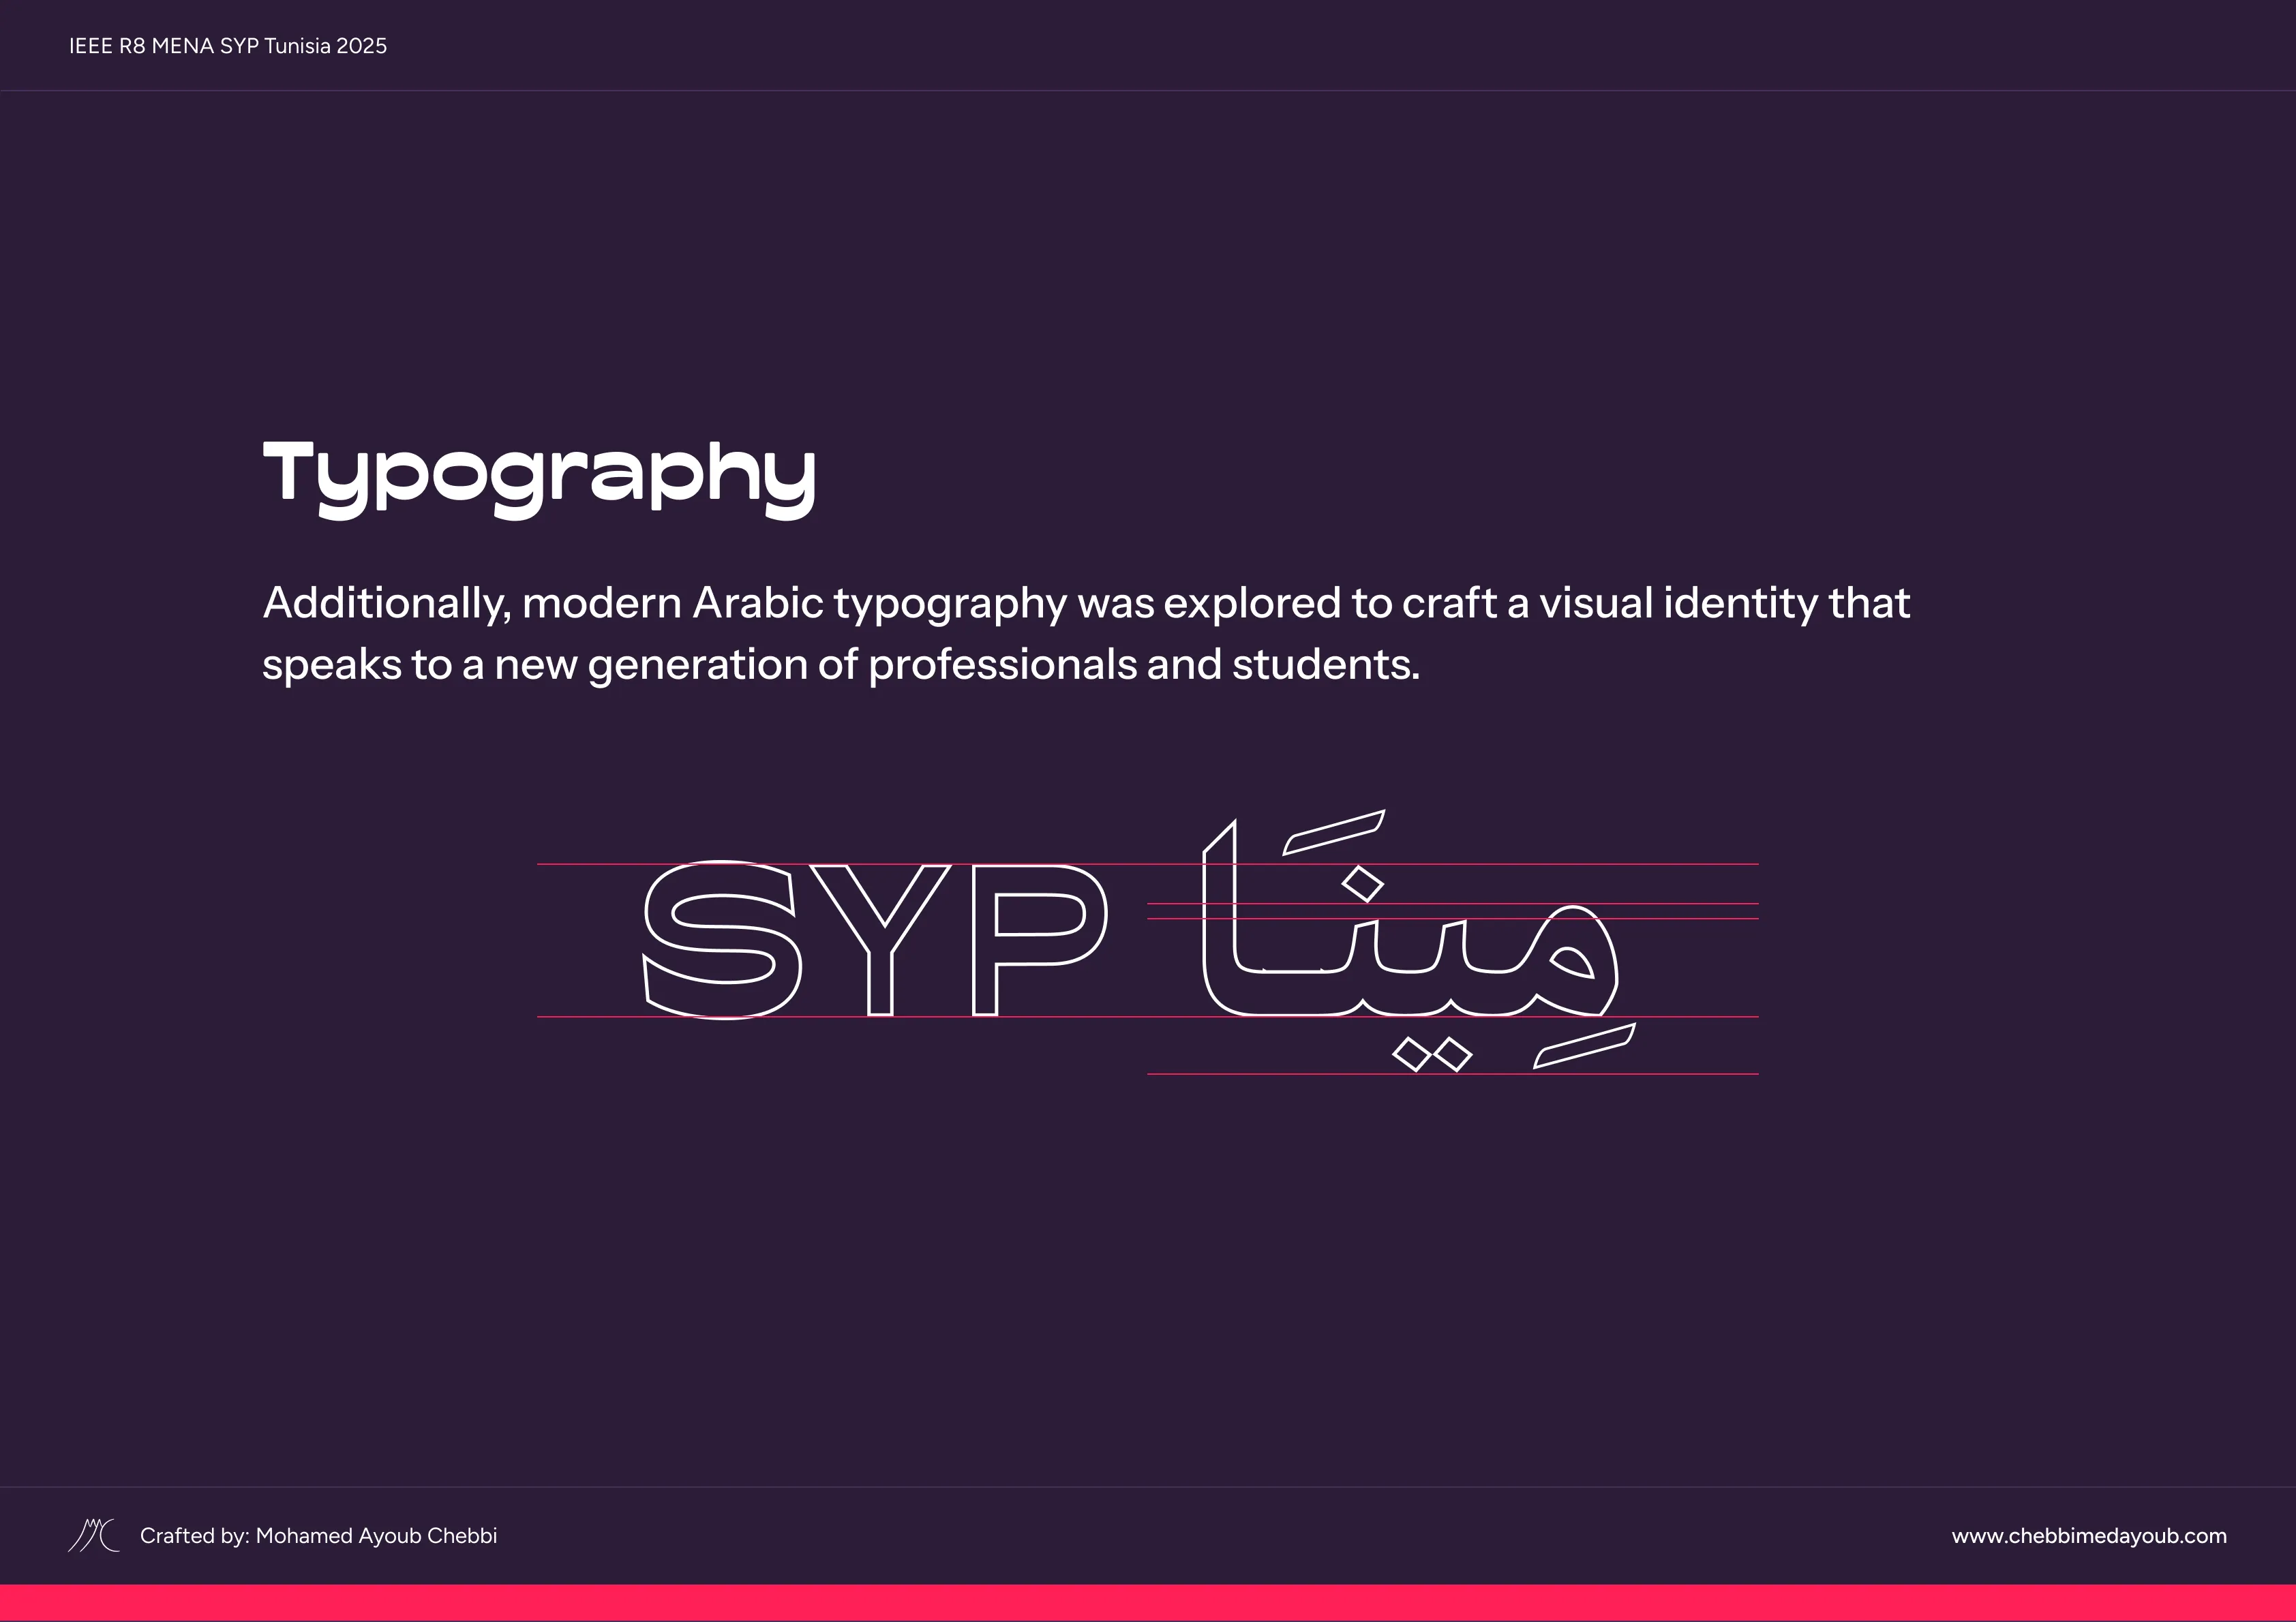 IEEE R8 MENA SYP Tunisia 2025
Typography
Additionally, modern Arabic typography was explored to craft a visual identity that
speaks to a new generation of professionals and students.
SYP مِينَا
Crafted by: Mohamed Ayoub Chebbi
www.chebbimedayoub.com